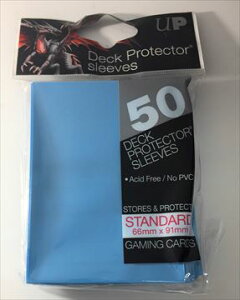 UP
Deck Protector®
sleeves
50
DECK
PROTECTOR®
SLEEVES
• Acid Free / No PVC
STORES & PROTECTS
STANDARD
66mm x 91mm
GAMING CARDS